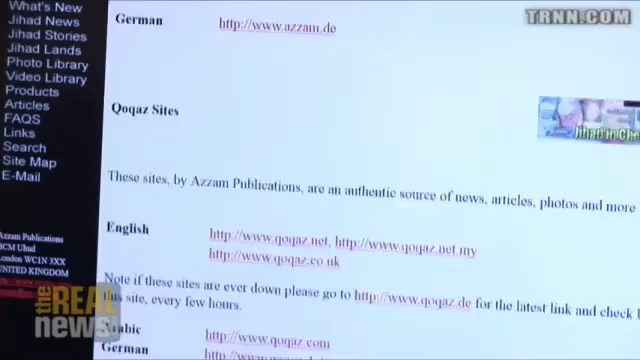 What's New
Jihad News
Jihad Stories
Jihad Lands
Photo Library
Video Library
Products
Articles
FAQS
Links
Search
Site Map
E-Mail
Azzam Publications
BCM Uhud
London WC1N 3XX
UNITED KINGDOM
TRNN.COM
German http://www.azzam.de
Qoqaz Sites
Jihad in Che
These sites, by Azzam Publications, are an authentic source of news, articles, photos and more
English http://www.qoqaz.net, http://www.qoqaz.net.my
http://www.qoqaz.co.uk
Note if these sites are ever down please go to http://www.qoqaz.de for the latest link and check
this site, every few hours.
Arabic http://www.qoqaz.com
German
the REAL news